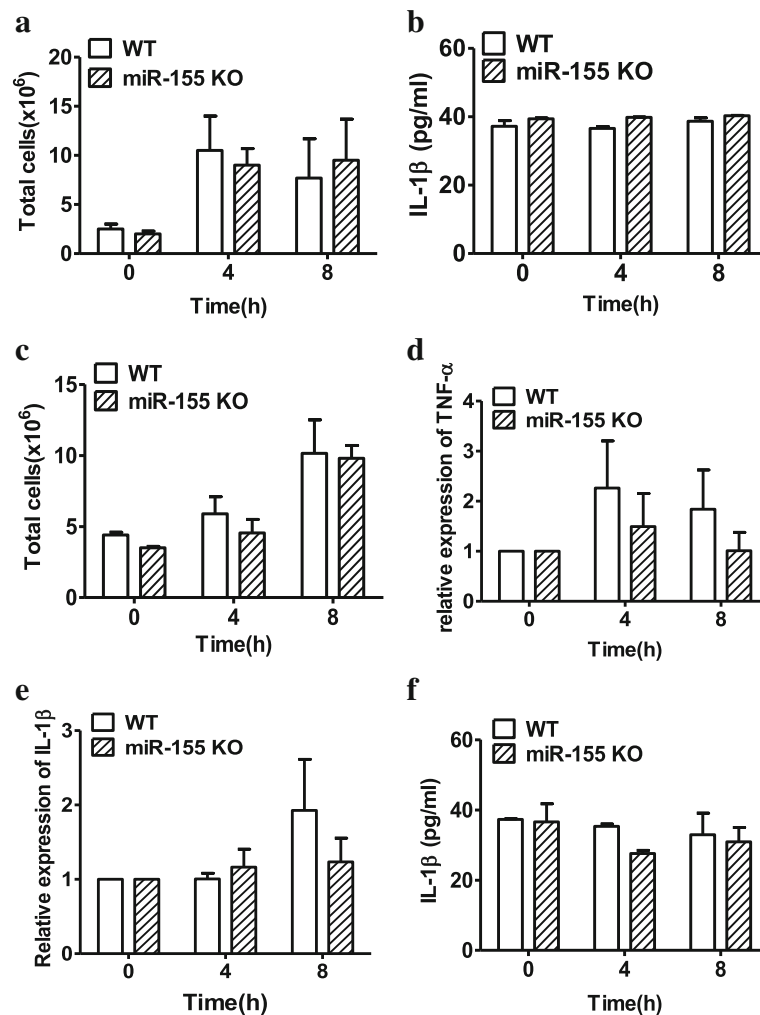 a
WT
miR-155 KO
Total cells(x10⁶)
20
15
10
5
0
0 4 8
Time(h)
b
WT
miR-155 KO
IL-1β (pg/ml)
60
40
20
0
0 4 8
Time(h)
c
WT
miR-155 KO
Total cells(x10⁶)
15
10
5
0
0 4 8
Time(h)
d
WT
miR-155 KO
relative expression of TNF-α
4
3
2
1
0
0 4 8
Time(h)
e
WT
miR-155 KO
Relative expression of IL-1β
3
2
1
0
0 4 8
Time(h)
f
WT
miR-155 KO
IL-1β (pg/ml)
60
40
20
0
0 4 8
Time(h)